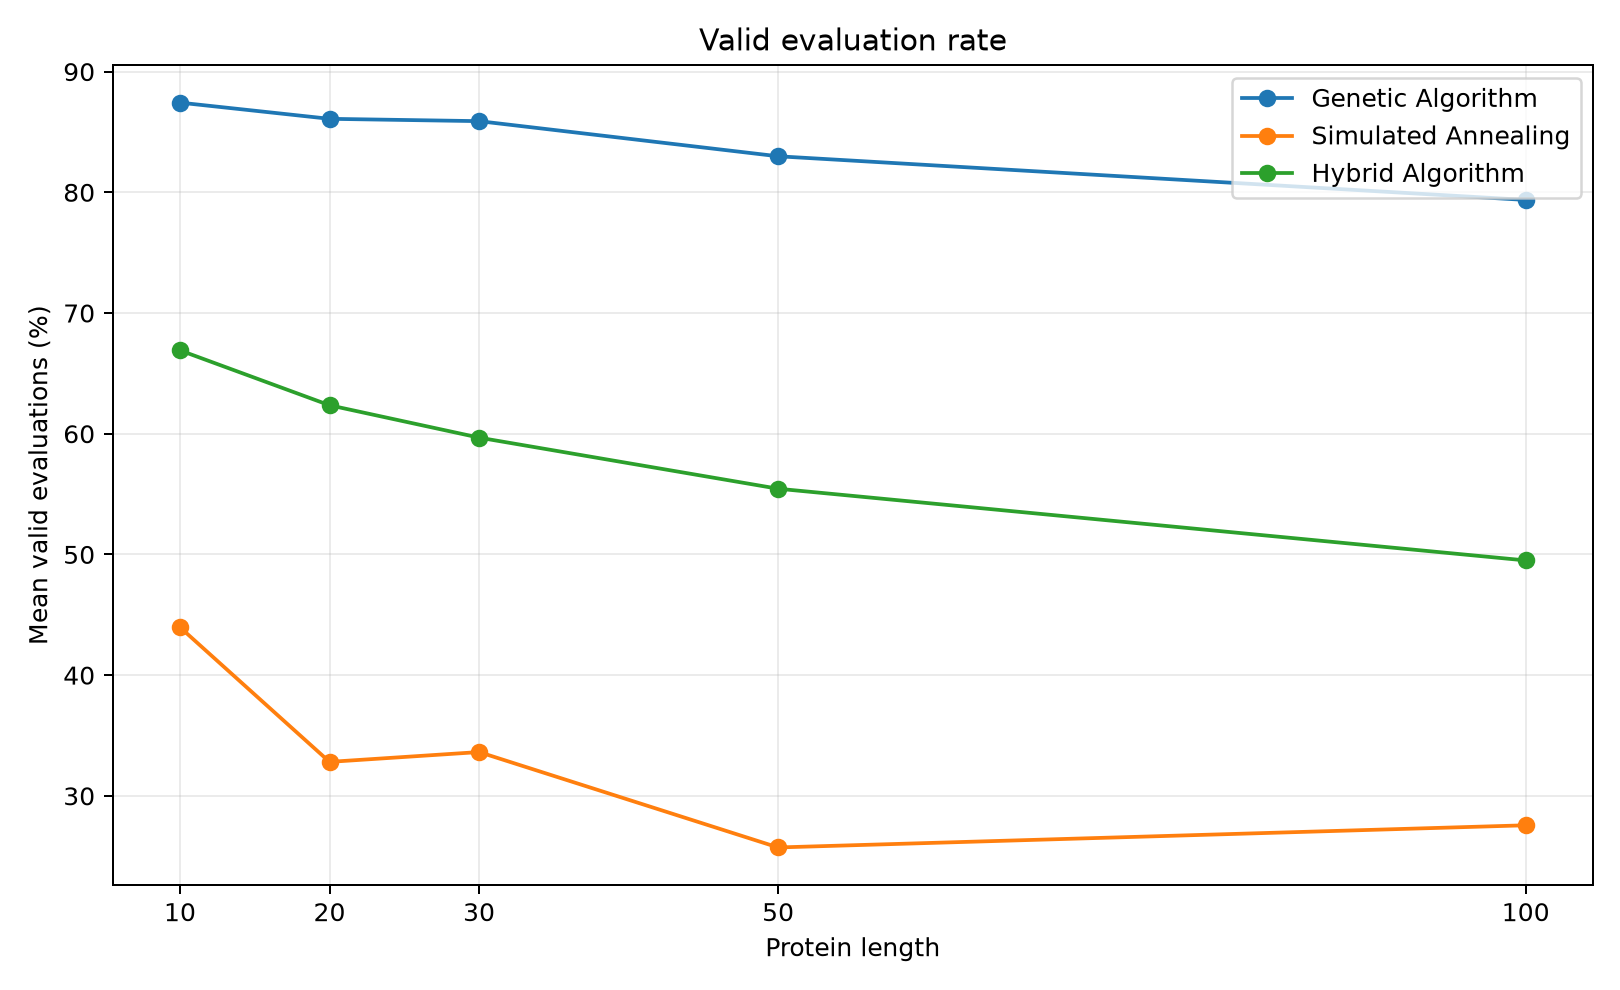 Valid evaluation rate
90
80
70
60
50
40
30
Mean valid evaluations (%)
Genetic Algorithm
Simulated Annealing
Hybrid Algorithm
10 20 30 50 100
Protein length